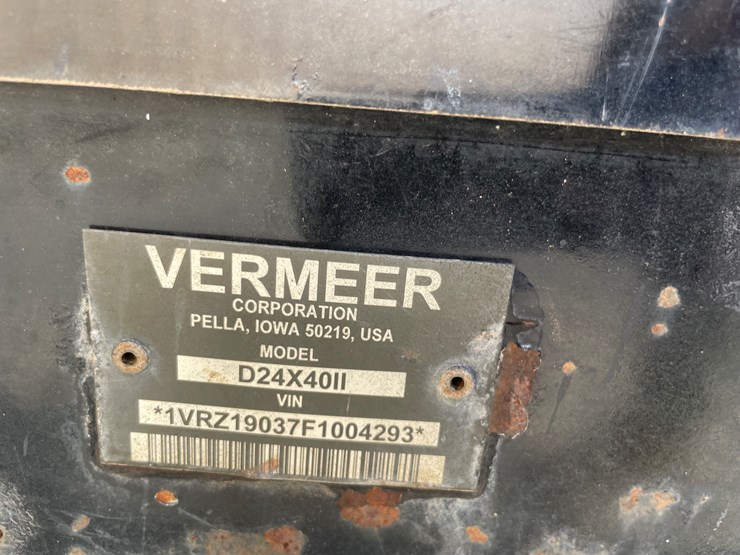 VERMEER
CORPORATION
PELLA, IOWA 50219, USA
MODEL
D24X40II
VIN
*1VRZ19037F1004293*